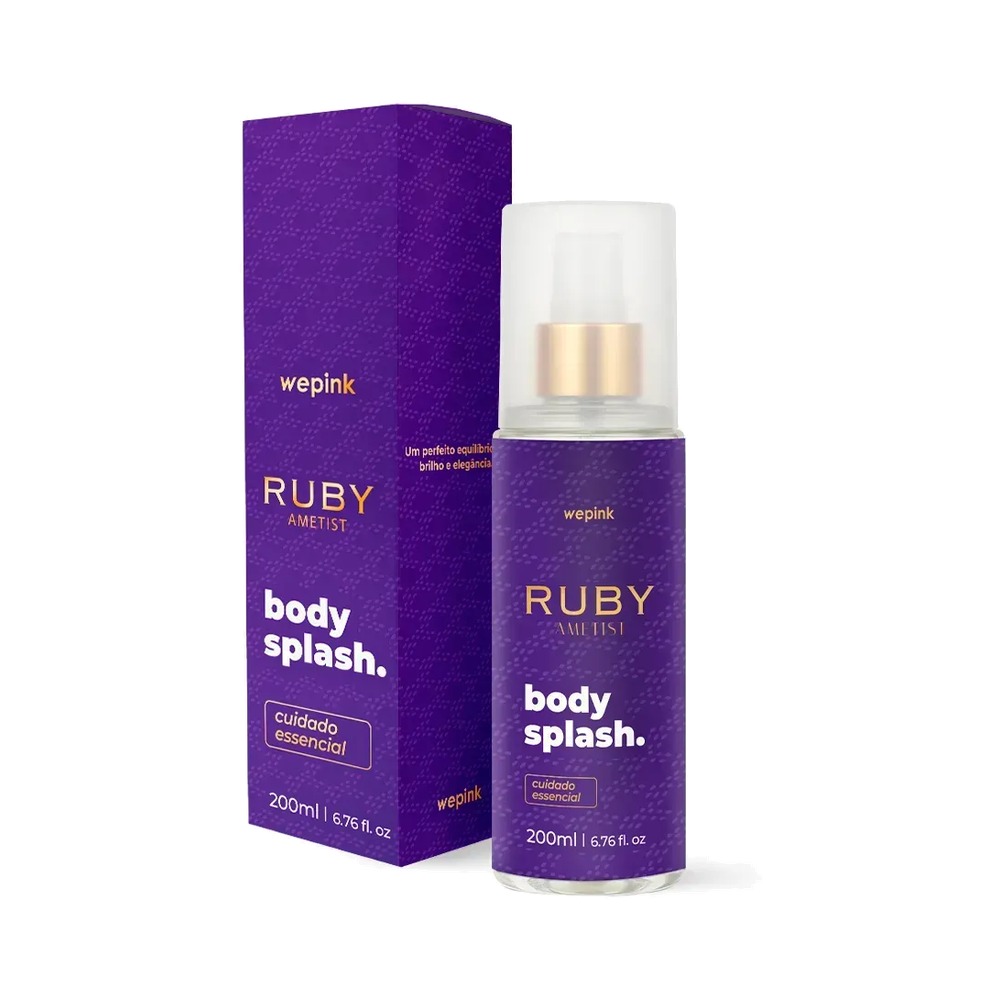 wepink
RUBY
AMETIST
body
splash.
cuidado
essencial
200ml | 6.76 fl. oz
Um perfeito equilíbrio
brilho e elegância.
wepink
wepink
RUBY
AMETIST
body
splash.
cuidado
essencial
200ml | 6.76 fl. oz